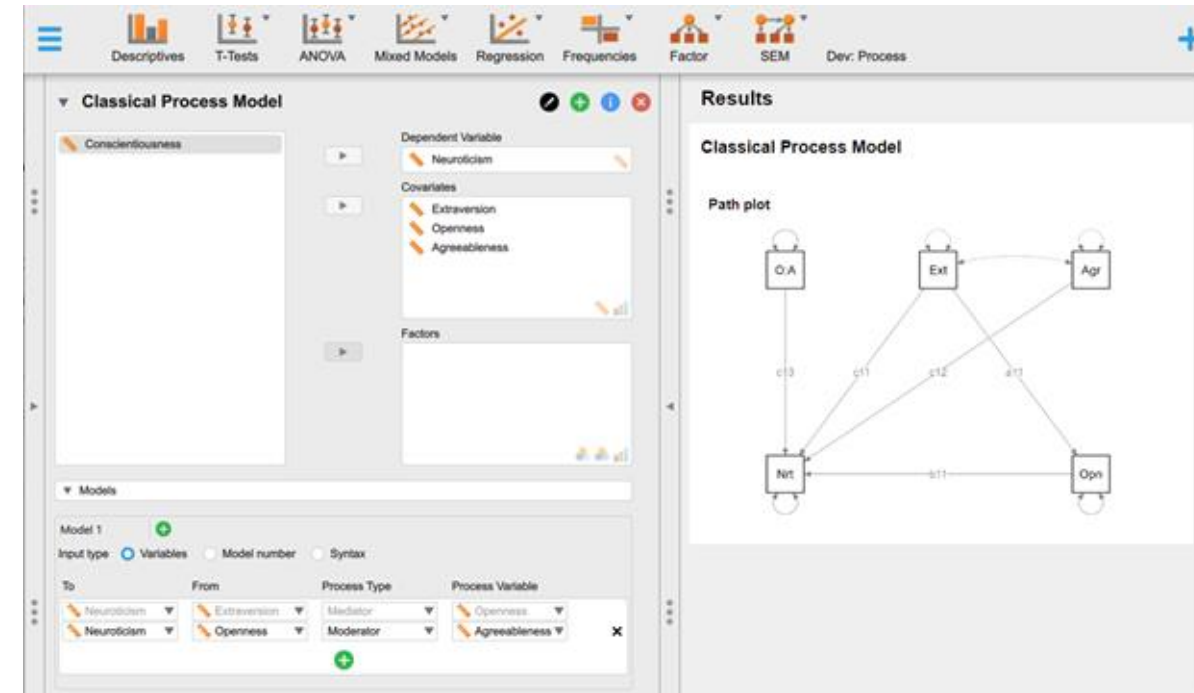 Descriptives T-Tests ANOVA Mixed Models Regression Frequencies Factor SEM Dev: Process
Classical Process Model
Conscientiousness
Dependent Variable
Neuroticism
Covariates
Extraversion
Openness
Agreeableness
Factors
Models
Model 1
Input type Variables Model number Syntax
To From Process Type Process Variable
Neuroticism Extraversion Mediator Openness
Neuroticism Openness Moderator Agreeableness
Results
Classical Process Model
Path plot
O:A Ext Agr
c13 c11 c12 a11
Nrt b11 Opn